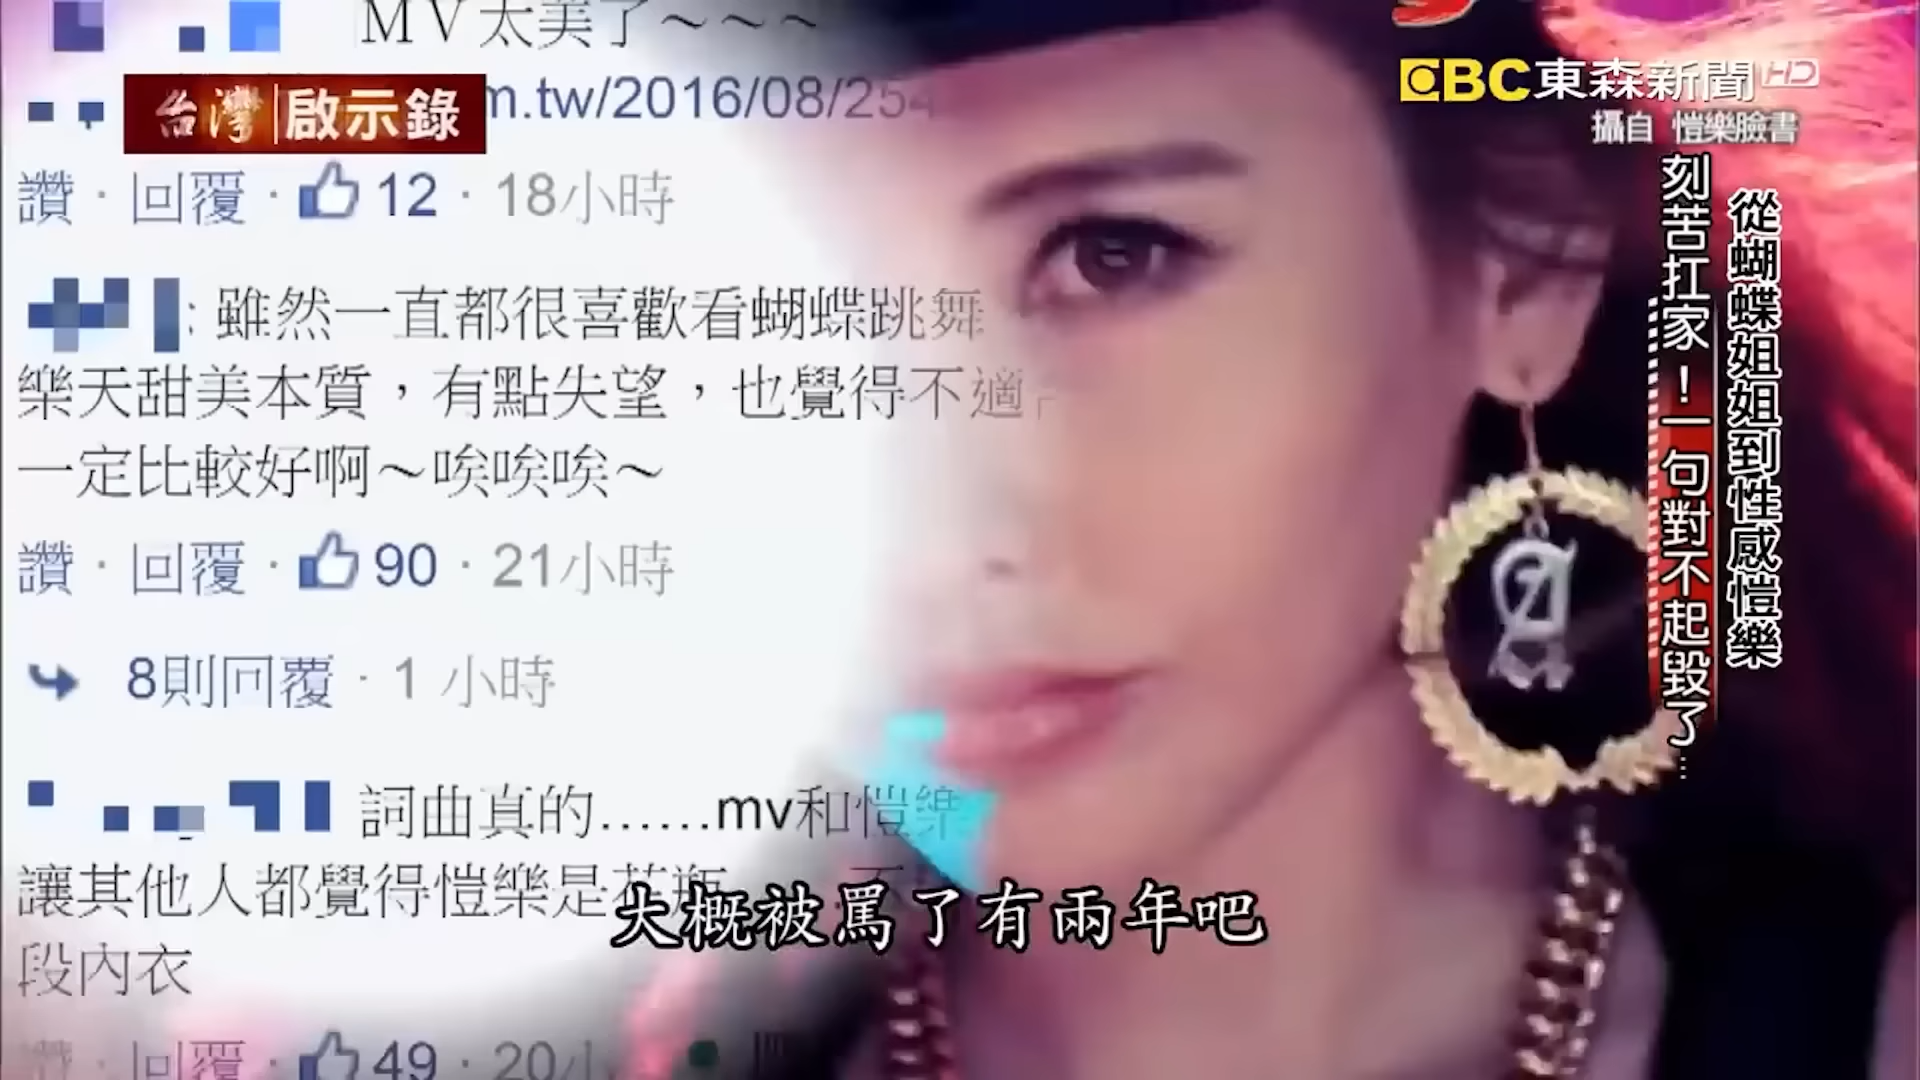 MV太美了～～～
m.tw/2016/08/254
台灣|啟示錄
EBC東森新聞HD
攝自 愷樂臉書
從蝴蝶姐姐到性感愷樂
刻苦扛家！一句對不起毀了…
讚 · 回覆 · 12 · 18小時
: 雖然一直都很喜歡看蝴蝶跳舞
樂天甜美本質，有點失望，也覺得不適
一定比較好啊～唉唉唉～
讚 · 回覆 · 90 · 21小時
8則回覆 · 1 小時
詞曲真的……mv和愷樂
讓其他人都覺得愷樂是花瓶
段內衣
大概被罵了有兩年吧
讚 · 回覆 · 49 · 20小